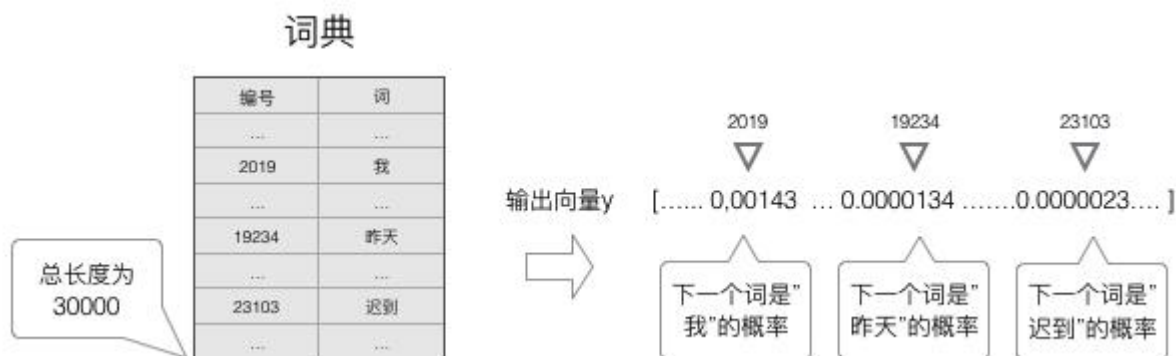 词典
编号 词
... ...
2019 我
... ...
19234 昨天
... ...
23103 迟到
... ...
总长度为
30000
2019 19234 23103
输出向量y [...... 0,00143 ... 0.0000134 .......0.0000023.... ]
下一个词是”
我”的概率
下一个词是”
昨天”的概率
下一个词是”
迟到”的概率